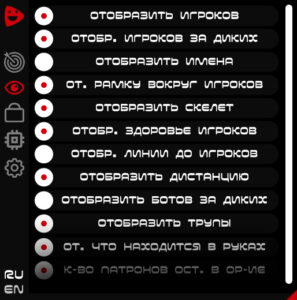 ОТОБРАЗИТЬ ИГРОКОВ
ОТОБР. ИГРОКОВ ЗА ДИКИХ
ОТОБРАЗИТЬ ИМЕНА
ОТ. РАМКУ ВОКРУГ ИГРОКОВ
ОТОБРАЗИТЬ СКЕЛЕТ
ОТОБР. ЗДОРОВЬЕ ИГРОКОВ
ОТОБР. ЛИНИИ ДО ИГРОКОВ
ОТОБРАЗИТЬ ДИСТАНЦИЮ
ОТОБРАЗИТЬ БОТОВ ЗА ДИКИХ
ОТОБРАЗИТЬ ТРУПЫ
ОТ. ЧТО НАХОДИТСЯ В РУКАХ
К-ВО ПАТРОНОВ ОСТ. В ОР-ИЕ
RU
EN